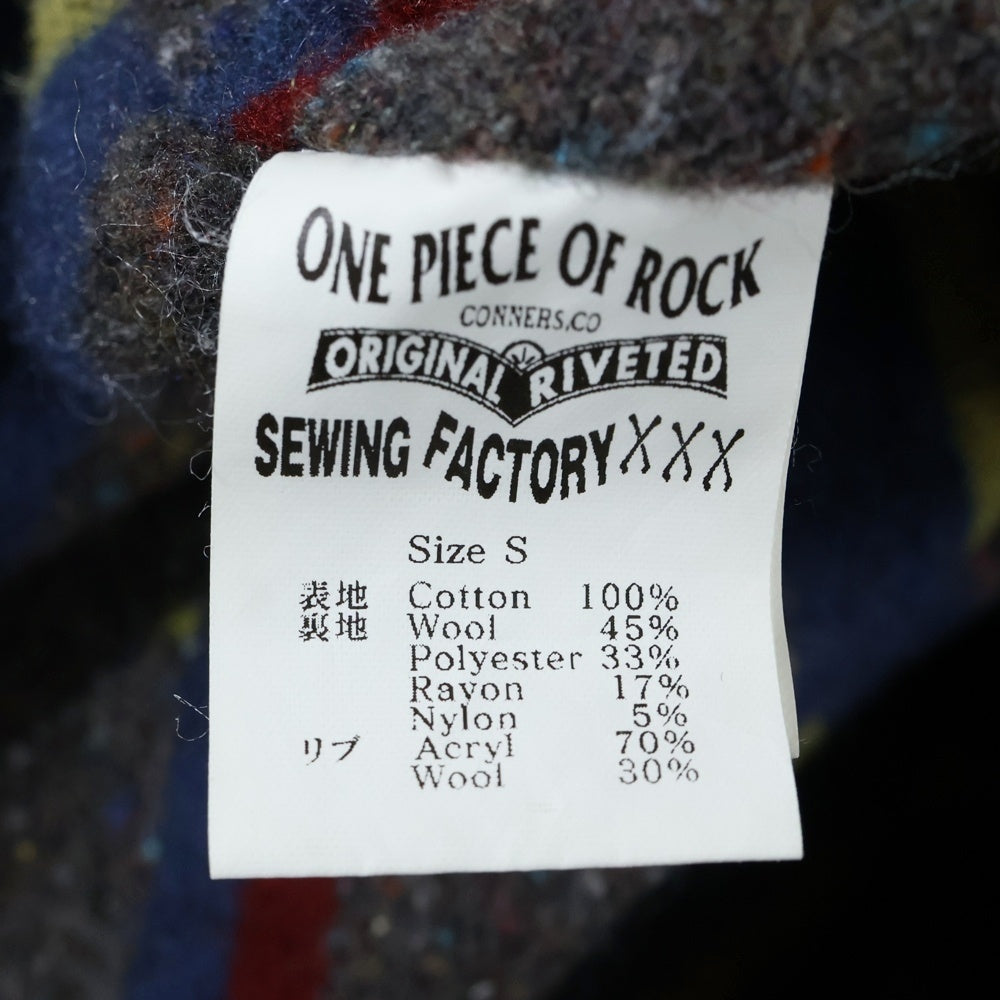 ONE PIECE OF ROCK
CONNERS.CO
ORIGINAL RIVETED
SEWING FACTORY XXX
Size S
表地 Cotton 100%
裏地 Wool 45%
Polyester 33%
Rayon 17%
Nylon 5%
リブ Acryl 70%
Wool 30%